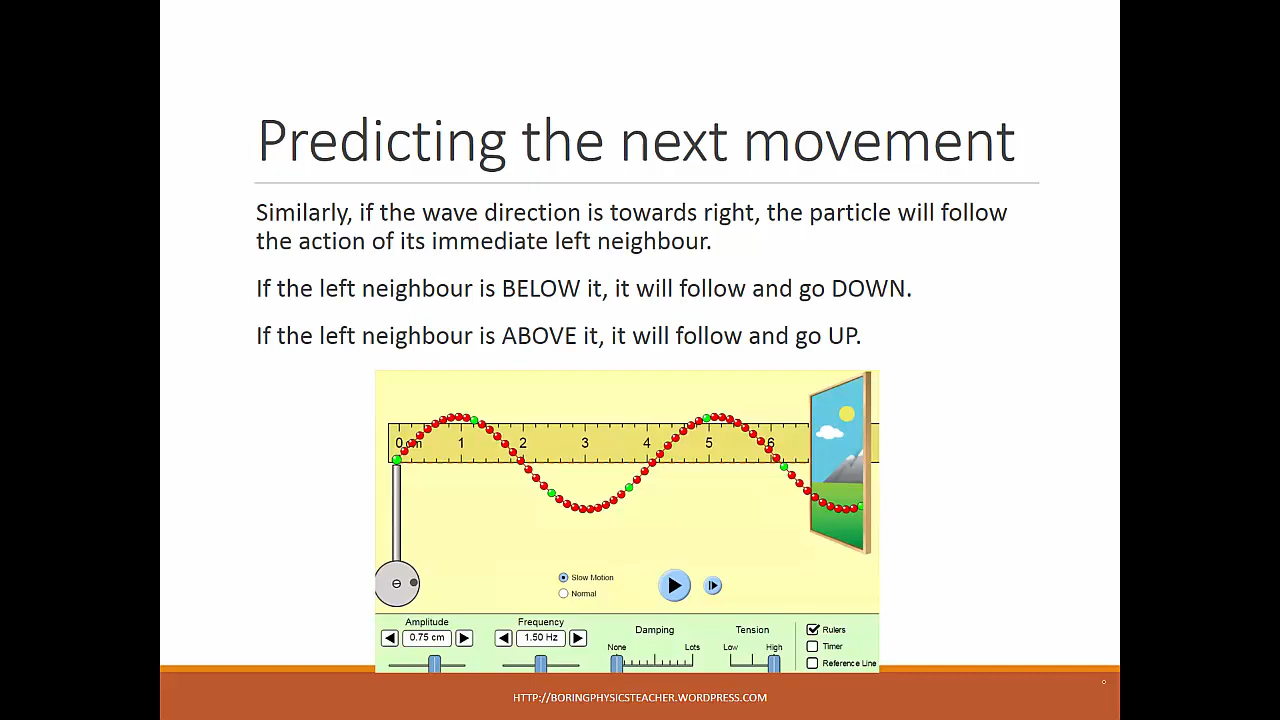 Predicting the next movement
Similarly, if the wave direction is towards right, the particle will follow
the action of its immediate left neighbour.
If the left neighbour is BELOW it, it will follow and go DOWN.
If the left neighbour is ABOVE it, it will follow and go UP.
0 1 2 3 4 5 6
Slow Motion
Normal
Amplitude Frequency Damping Tension Rulers
0.75 cm 1.50 Hz None Lots Low High Timer
Reference Line
HTTP://BORINGPHYSICSTEACHER.WORDPRESS.COM